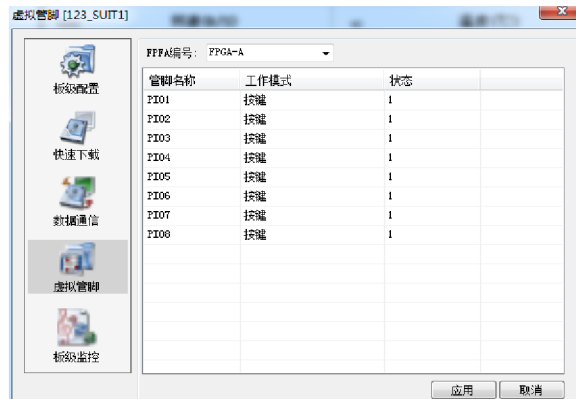 虚拟管脚 [123_SUIT1]
板级配置
快速下载
数据通信
虚拟管脚
板级监控
FPFA编号: FPGA-A
管脚名称 工作模式 状态
PIO1 按键 1
PIO2 按键 1
PIO3 按键 1
PIO4 按键 1
PIO5 按键 1
PIO6 按键 1
PIO7 按键 1
PIO8 按键 1
应用 取消